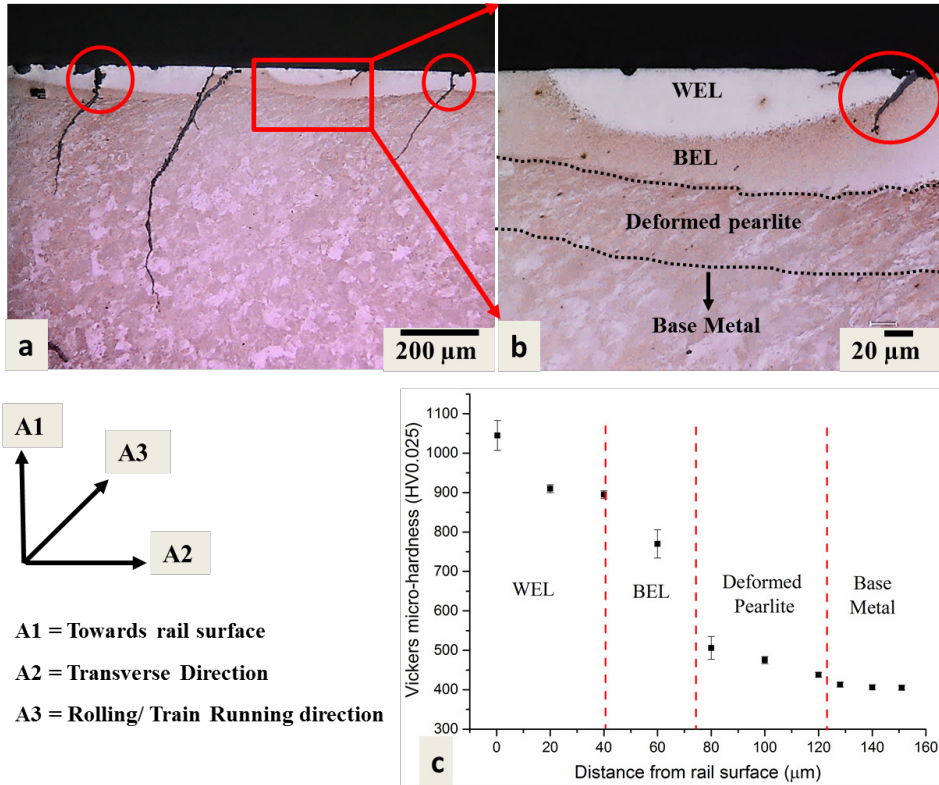 a
200 µm
WEL
BEL
Deformed pearlite
Base Metal
b
20 µm
A1
A3
A2
A1 = Towards rail surface
A2 = Transverse Direction
A3 = Rolling/ Train Running direction
Vickers micro-hardness (HV0.025)
1100
1000
900
800
700
600
500
400
300
WEL
BEL
Deformed
Pearlite
Base
Metal
0 20 40 60 80 100 120 140 160
Distance from rail surface (µm)
c